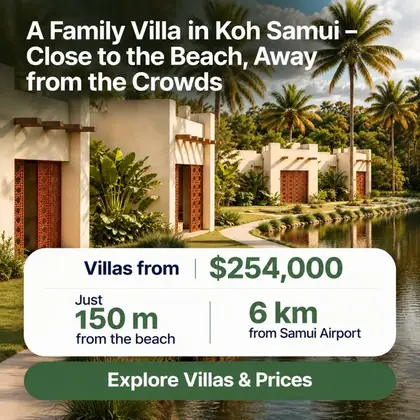 A Family Villa in Koh Samui –
Close to the Beach, Away
from the Crowds
Villas from | $254,000
Just
150 m
from the beach
6 km
from Samui Airport
Explore Villas & Prices